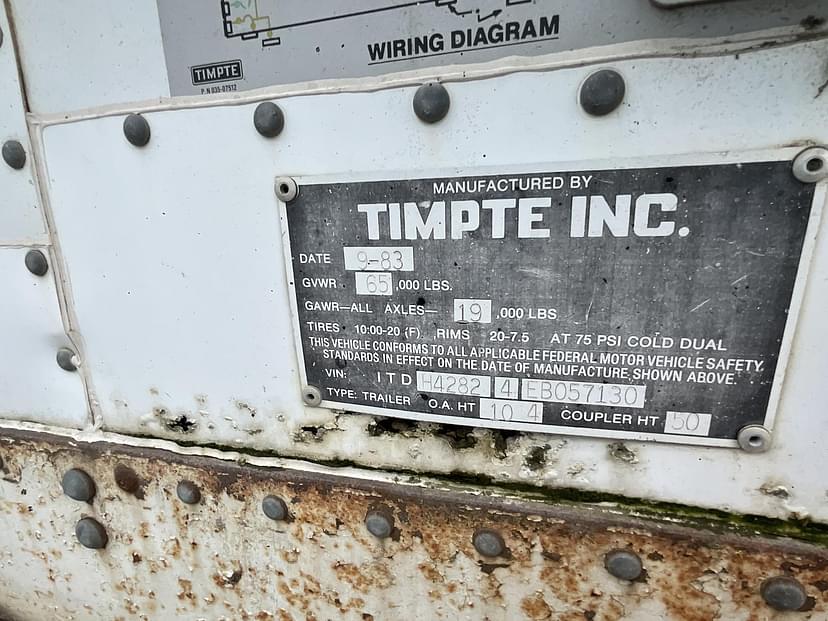 WIRING DIAGRAM
TIMPTE
P.N 035-07512
MANUFACTURED BY
TIMPTE INC.
DATE 9-83
GVWR 65,000 LBS.
GAWR—ALL AXLES— 19,000 LBS
TIRES 10:00-20 (F) ,RIMS 20-7.5 AT 75 PSI COLD DUAL
THIS VEHICLE CONFORMS TO ALL APPLICABLE FEDERAL MOTOR VEHICLE SAFETY
STANDARDS IN EFFECT ON THE DATE OF MANUFACTURE SHOWN ABOVE.
VIN: ITD H4282 4 EB057130
TYPE: TRAILER O.A. HT 10 4 COUPLER HT 50